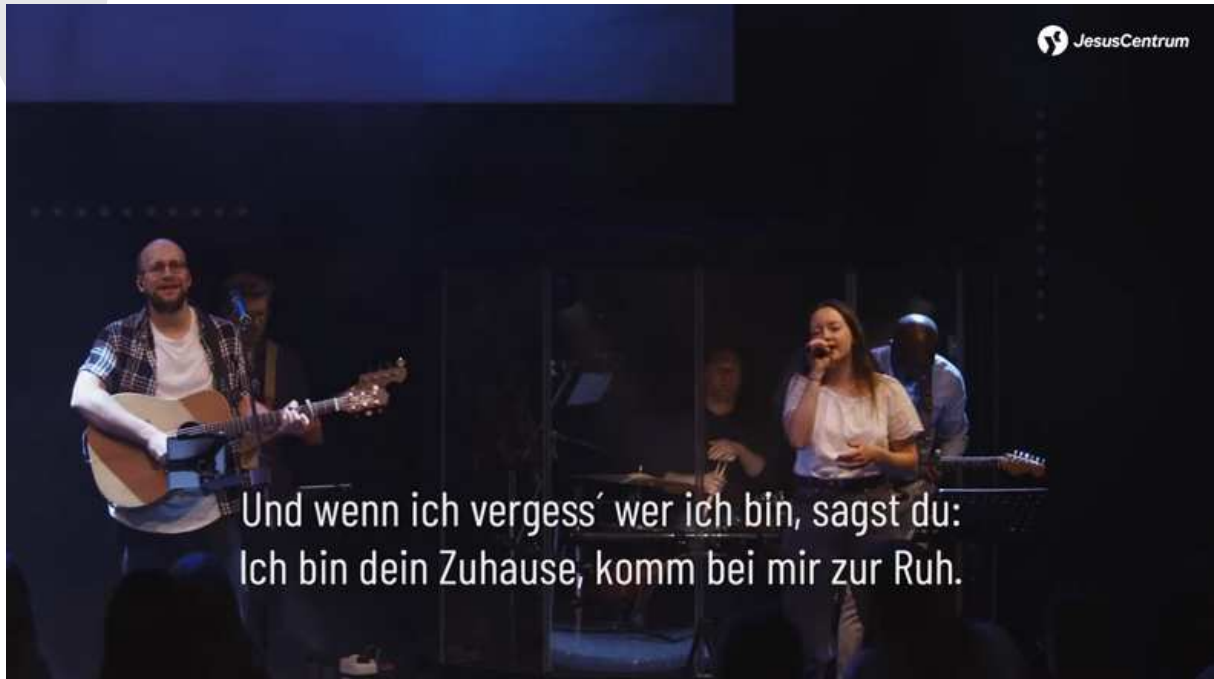 JesusCentrum
Und wenn ich vergess´ wer ich bin, sagst du:
Ich bin dein Zuhause, komm bei mir zur Ruh.